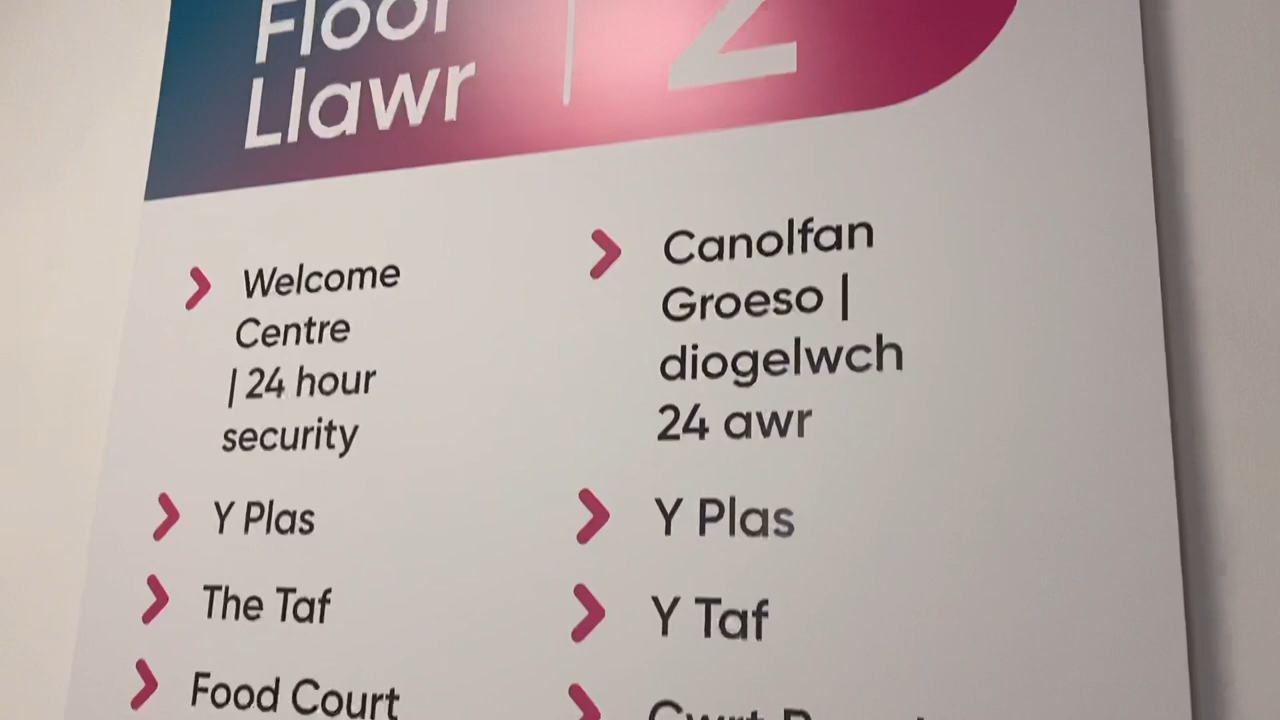 Floor
Llawr
2
Welcome
Centre
| 24 hour
security
Y Plas
The Taf
Food Court
Canolfan
Groeso |
diogelwch
24 awr
Y Plas
Y Taf
Cwrt